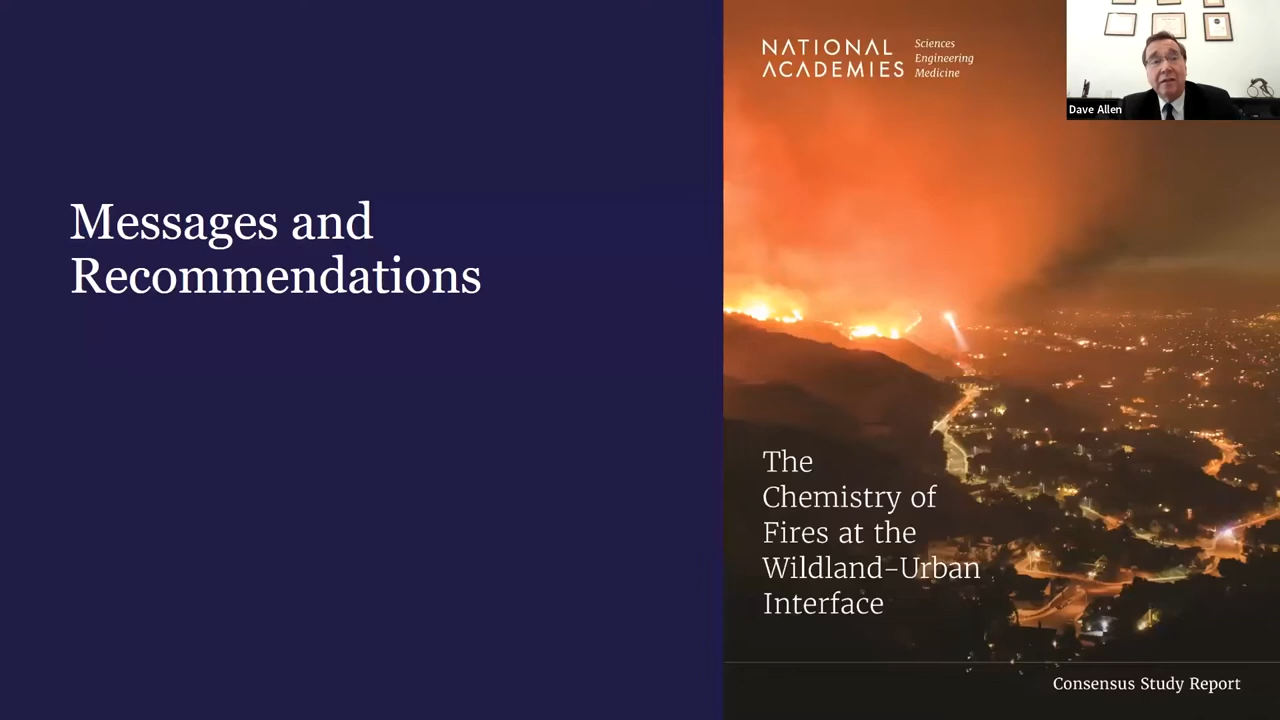 Messages and
Recommendations
NATIONAL
ACADEMIES
Sciences
Engineering
Medicine
Dave Allen
The
Chemistry of
Fires at the
Wildland–Urban
Interface
Consensus Study Report